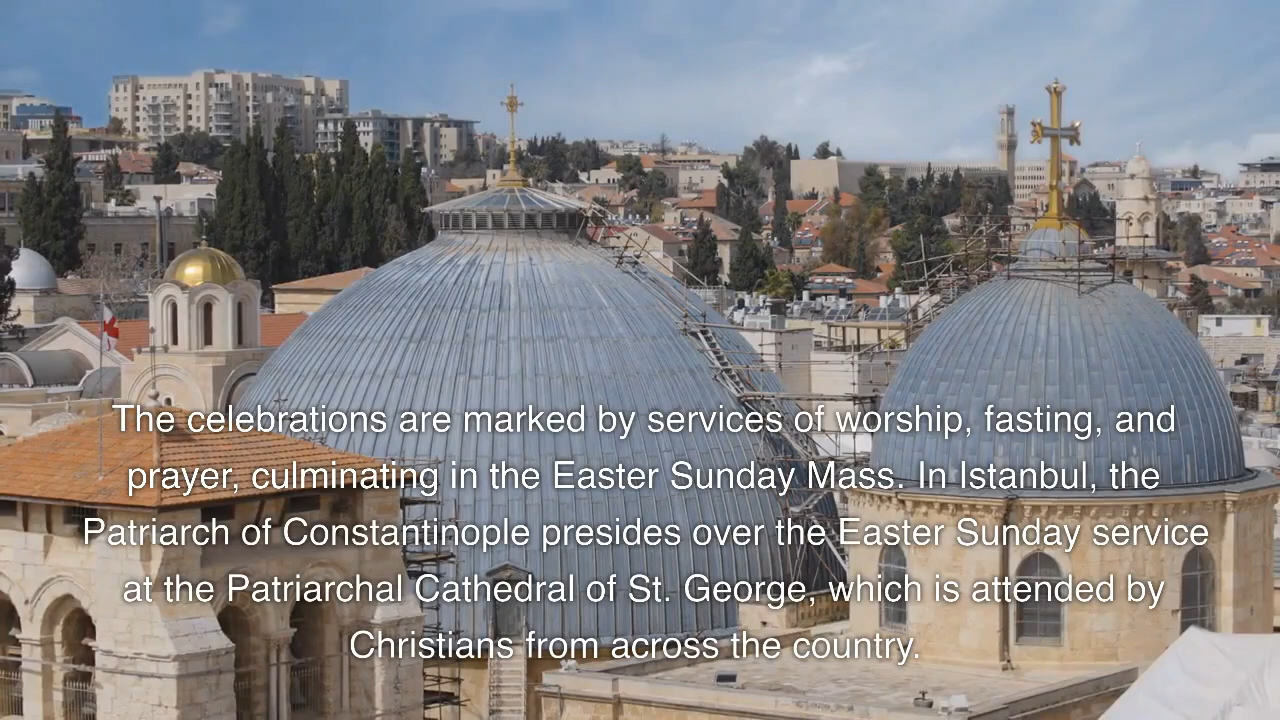 The celebrations are marked by services of worship, fasting, and
prayer, culminating in the Easter Sunday Mass. In Istanbul, the
Patriarch of Constantinople presides over the Easter Sunday service
at the Patriarchal Cathedral of St. George, which is attended by
Christians from across the country.